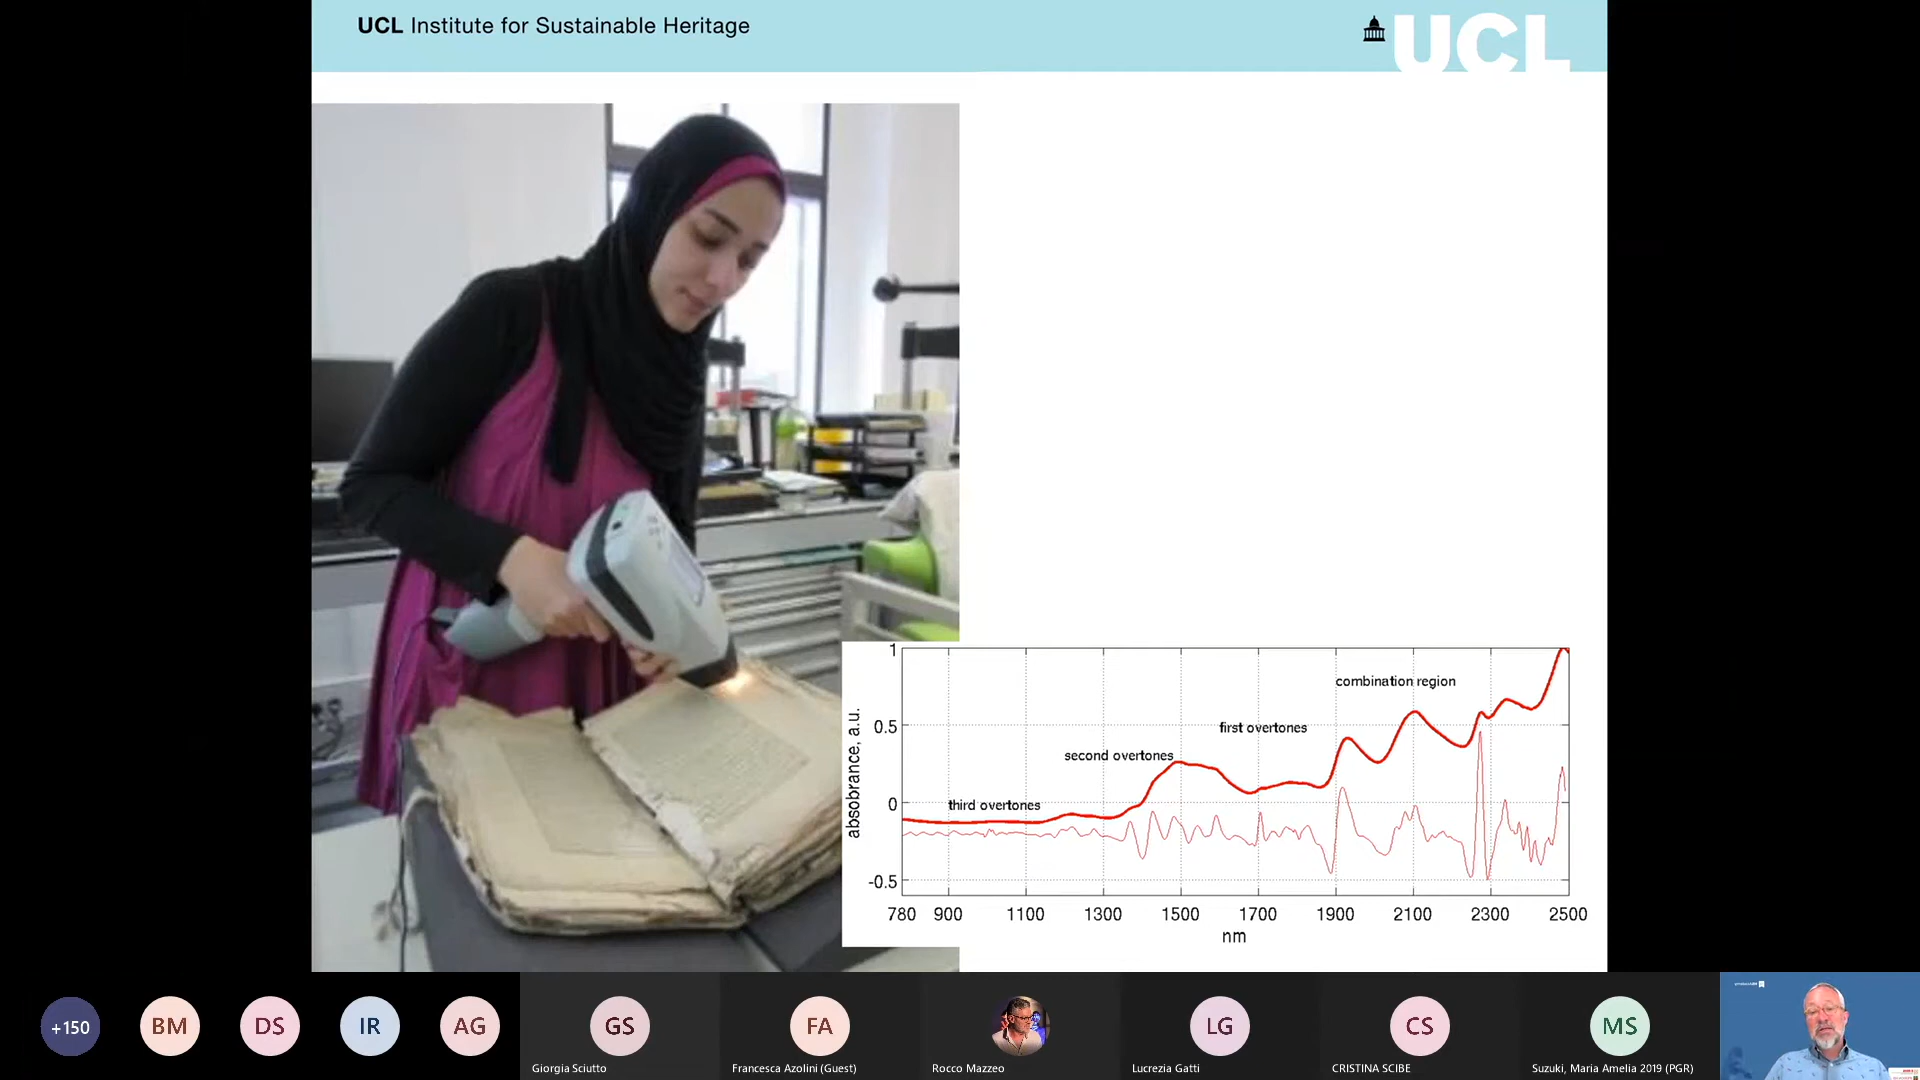 UCL Institute for Sustainable Heritage
UCL
1
0.5
0
-0.5
absobrance, a.u.
third overtones
second overtones
first overtones
combination region
780 900 1100 1300 1500 1700 1900 2100 2300 2500
nm
+150
BM
DS
IR
AG
GS
Giorgia Sciutto
FA
Francesca Azolini (Guest)
Rocco Mazzeo
LG
Lucrezia Gatti
CS
CRISTINA SCIBE
MS
Suzuki, Maria Amelia 2019 (PGR)